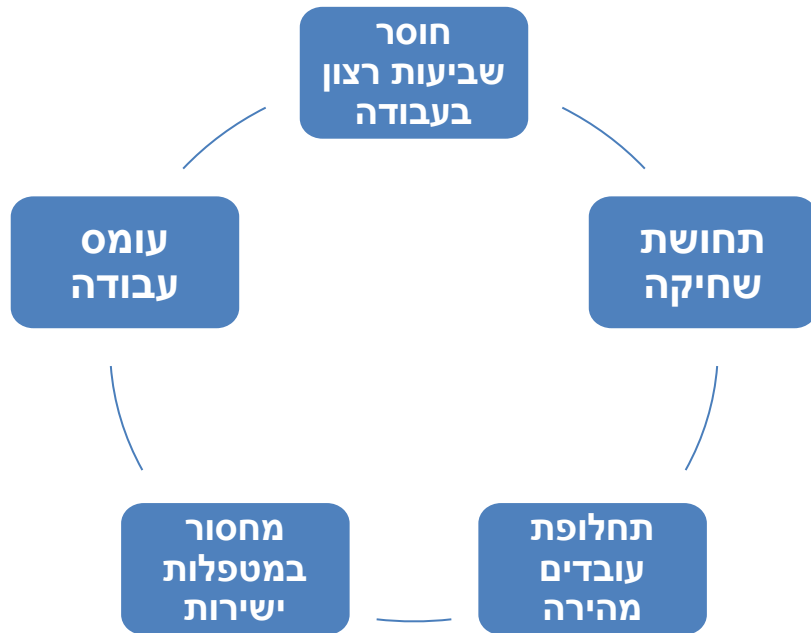 חוסר
שביעות רצון
בעבודה
תחושת
שחיקה
תחלופת
עובדים
מהירה
מחסור
במטפלות
ישירות
עומס
עבודה